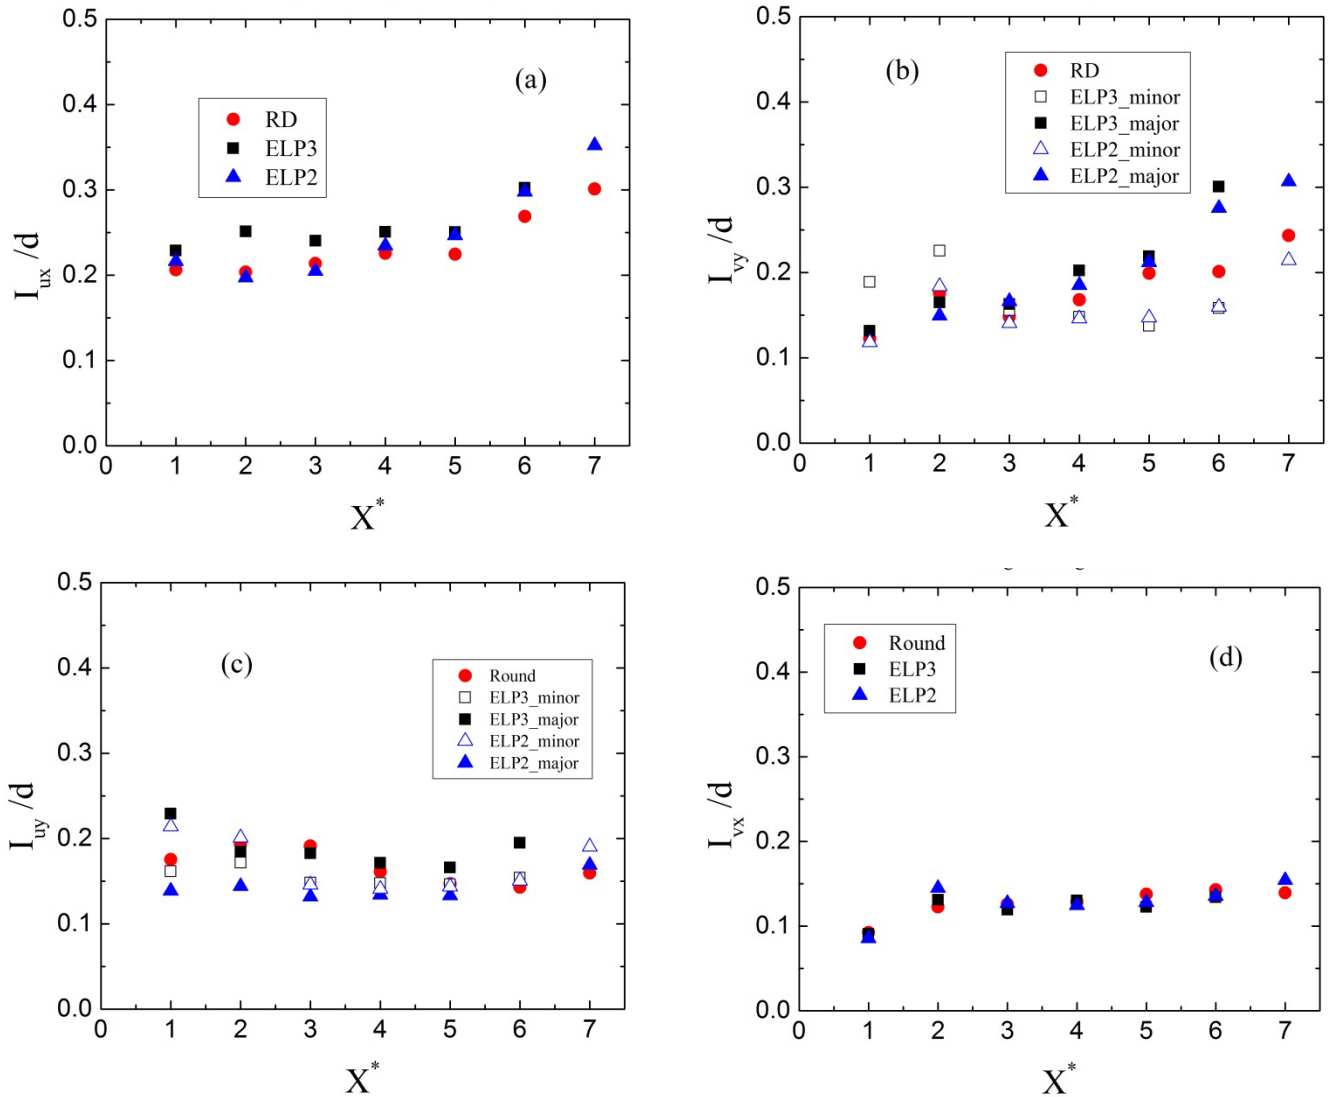 0.5
0.4
0.3
0.2
0.1
0.0
I_ux /d
(a)
RD
ELP3
ELP2
0 1 2 3 4 5 6 7
X*
0.5
0.4
0.3
0.2
0.1
0.0
I_vy /d
(b)
RD
ELP3_minor
ELP3_major
ELP2_minor
ELP2_major
0 1 2 3 4 5 6 7
X*
0.5
0.4
0.3
0.2
0.1
0.0
I_uy /d
(c)
Round
ELP3_minor
ELP3_major
ELP2_minor
ELP2_major
0 1 2 3 4 5 6 7
X*
0.5
0.4
0.3
0.2
0.1
0.0
I_vx /d
(d)
Round
ELP3
ELP2
0 1 2 3 4 5 6 7
X*